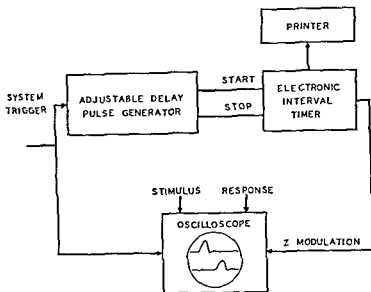 PRINTER
START
SYSTEM
TRIGGER
ADJUSTABLE DELAY
PULSE GENERATOR
STOP
ELECTRONIC
INTERVAL
TIMER
STIMULUS
RESPONSE
OSCILLOSCOPE
Z MODULATION